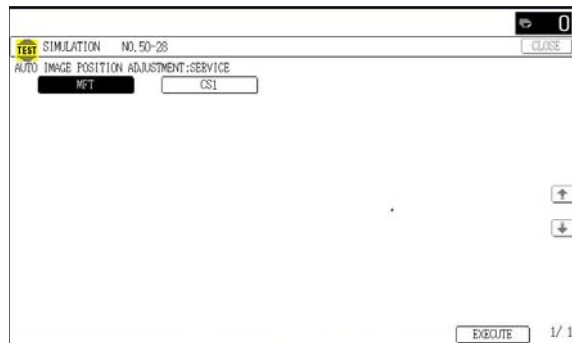 0
TEST SIMULATION NO.50-28 CLOSE
AUTO IMAGE POSITION ADJUSTMENT:SERVICE
MFT CS1
EXECUTE 1/ 1